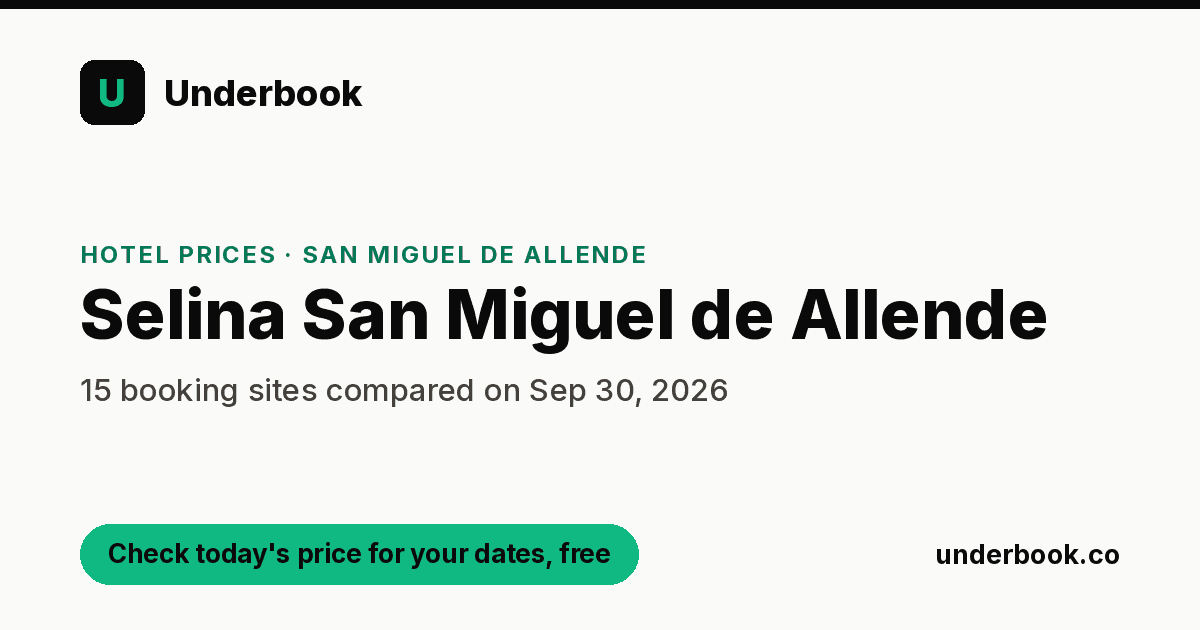 U Underbook
HOTEL PRICES · SAN MIGUEL DE ALLENDE
Selina San Miguel de Allende
15 booking sites compared on Sep 30, 2026
Check today's price for your dates, free
underbook.co